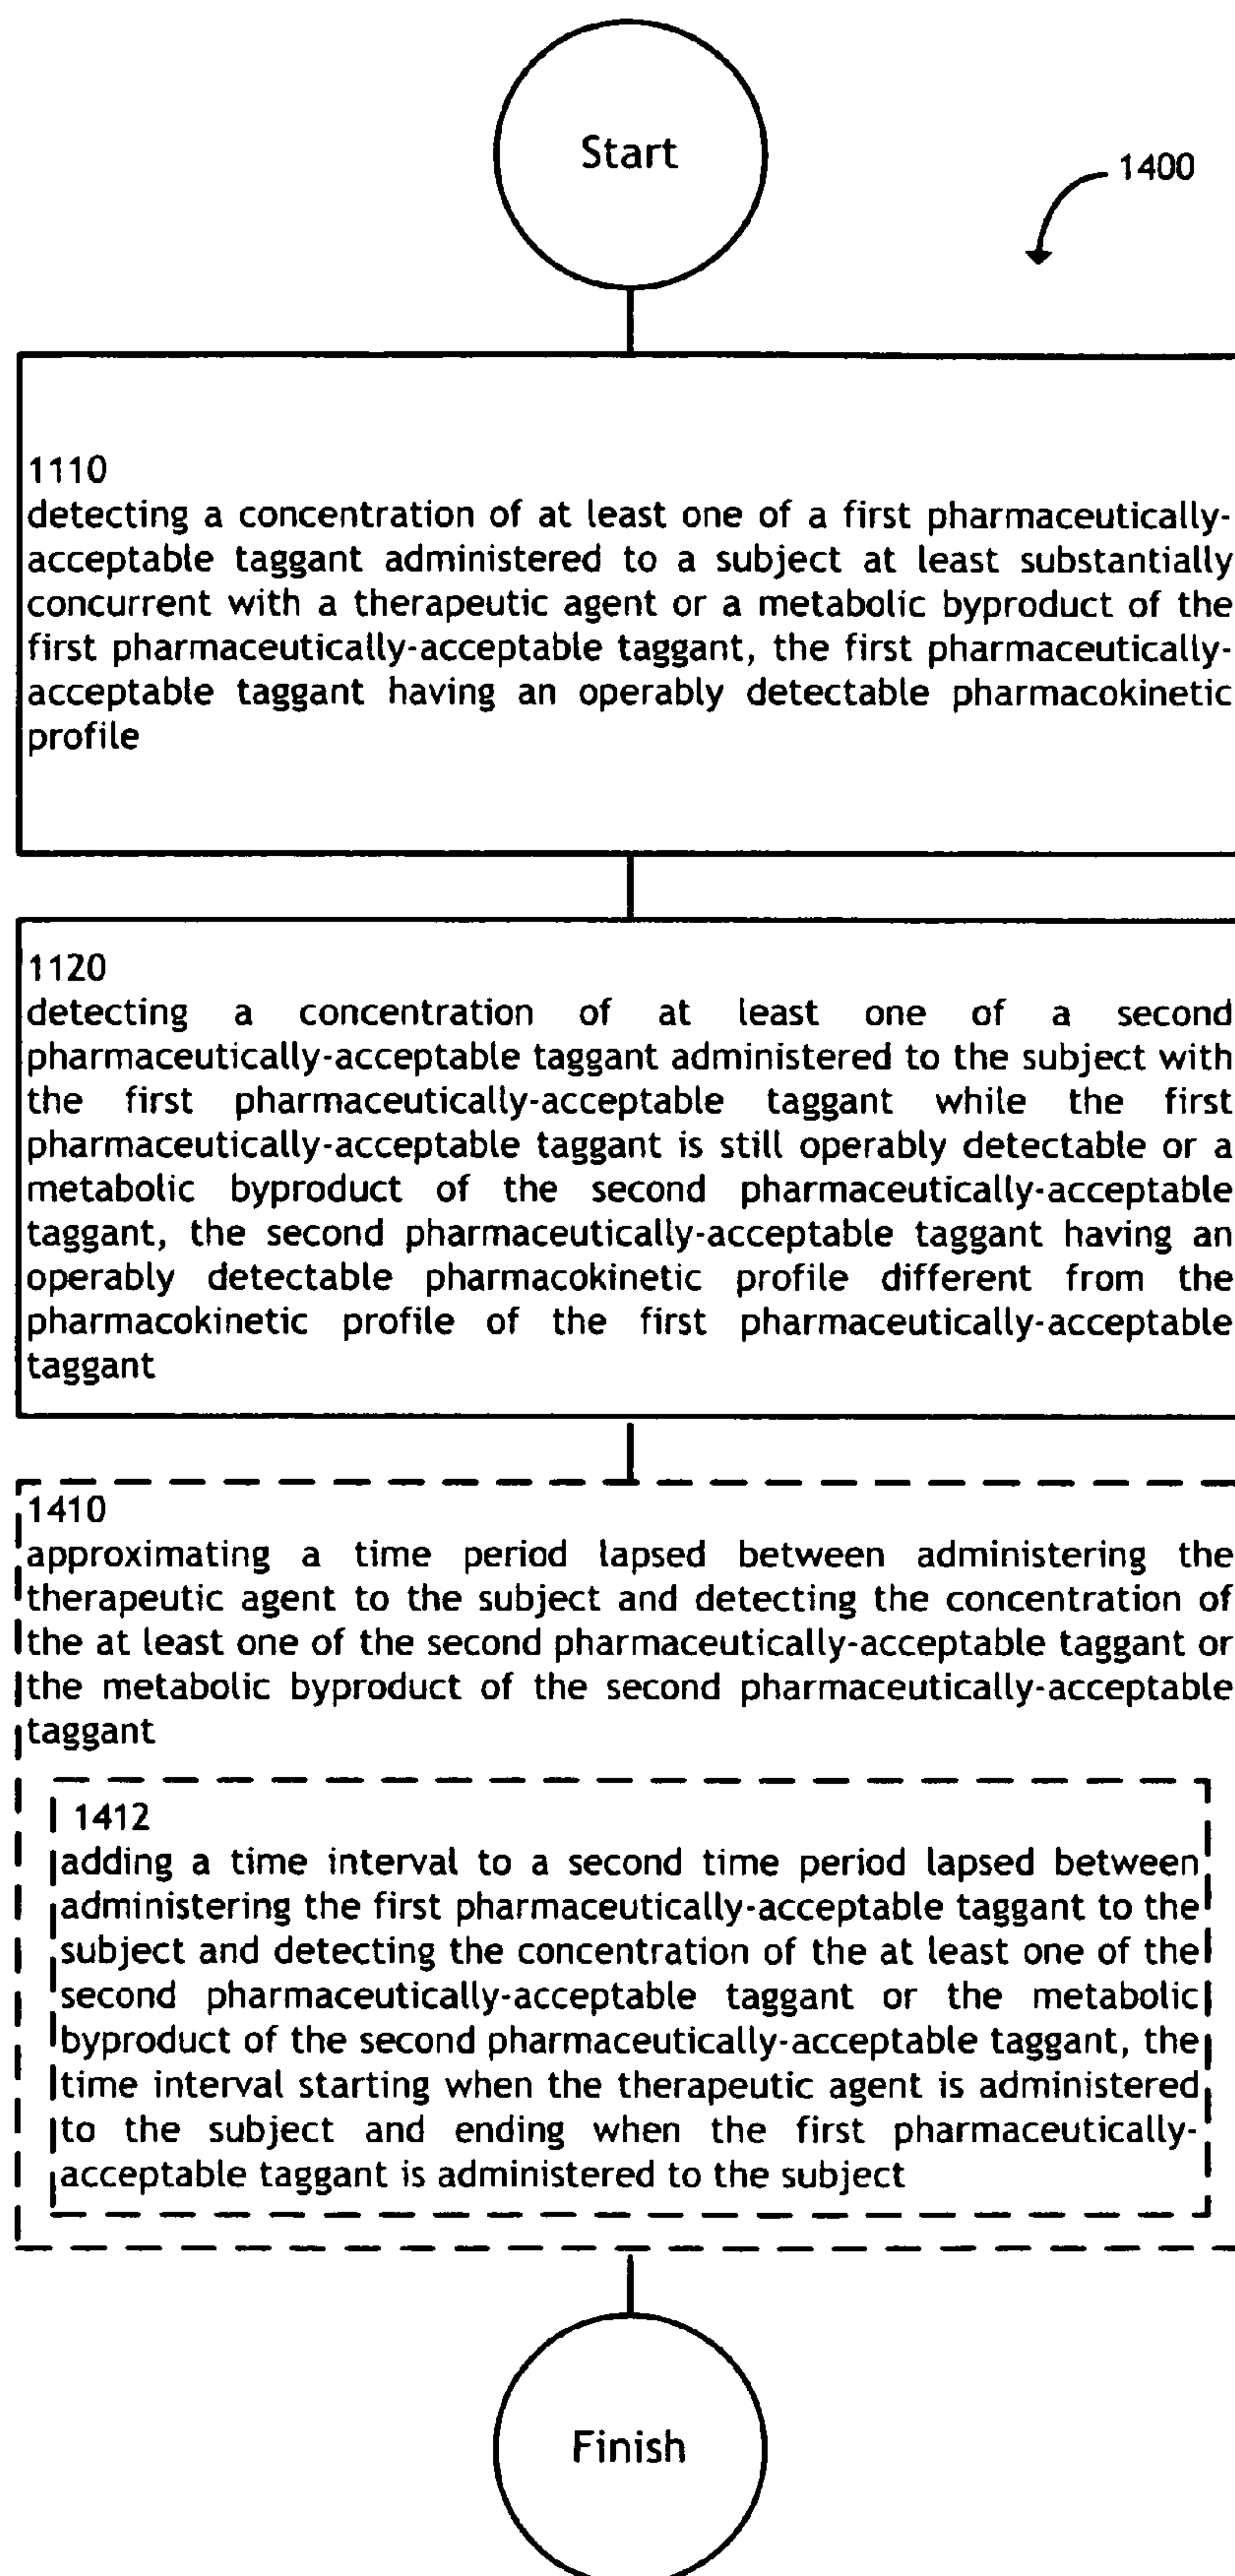 Start
1400
1110
detecting a concentration of at least one of a first pharmaceutically-
acceptable taggant administered to a subject at least substantially
concurrent with a therapeutic agent or a metabolic byproduct of the
first pharmaceutically-acceptable taggant, the first pharmaceutically-
acceptable taggant having an operably detectable pharmacokinetic
profile
1120
detecting a concentration of at least one of a second
pharmaceutically-acceptable taggant administered to the subject with
the first pharmaceutically-acceptable taggant while the first
pharmaceutically-acceptable taggant is still operably detectable or a
metabolic byproduct of the second pharmaceutically-acceptable
taggant, the second pharmaceutically-acceptable taggant having an
operably detectable pharmacokinetic profile different from the
pharmacokinetic profile of the first pharmaceutically-acceptable
taggant
1410
approximating a time period lapsed between administering the
therapeutic agent to the subject and detecting the concentration of
the at least one of the second pharmaceutically-acceptable taggant or
the metabolic byproduct of the second pharmaceutically-acceptable
taggant
1412
adding a time interval to a second time period lapsed between
administering the first pharmaceutically-acceptable taggant to the
subject and detecting the concentration of the at least one of the
second pharmaceutically-acceptable taggant or the metabolic
byproduct of the second pharmaceutically-acceptable taggant, the
time interval starting when the therapeutic agent is administered
to the subject and ending when the first pharmaceutically-
acceptable taggant is administered to the subject
Finish